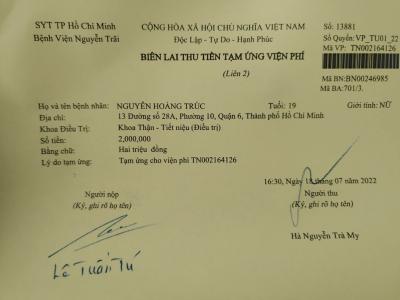 SYT TP Hồ Chí Minh
Bệnh Viện Nguyễn Trãi
CỘNG HÒA XÃ HỘI CHỦ NGHĨA VIỆT NAM
Độc Lập - Tự Do - Hạnh Phúc
Số: 13881
Số Quyển: VP_TU01_22
Mã VP: TN002164126
BIÊN LAI THU TIỀN TẠM ỨNG VIỆN PHÍ
(Liên 2)
Mã BN:BN00246985
Mã BA:701/3.
Họ và tên bệnh nhân: NGUYỄN HOÀNG TRÚC Tuổi: 19 Giới tính: NỮ
Địa chỉ: 13 Đường số 28A, Phường 10, Quận 6, Thành phố Hồ Chí Minh
Khoa Điều Trị: Khoa Thận - Tiết niệu (Điều trị)
Số tiền: 2,000,000
Bằng chữ: Hai triệu đồng
Lý do tạm ứng: Tạm ứng cho viện phí TN002164126
16:30, Ngày 18 tháng 07 năm 2022
Người nộp
(Ký, ghi rõ họ tên)
Người thu
(Ký, ghi rõ họ tên)
Hà Nguyễn Trà My
Lê Tuấn Tú